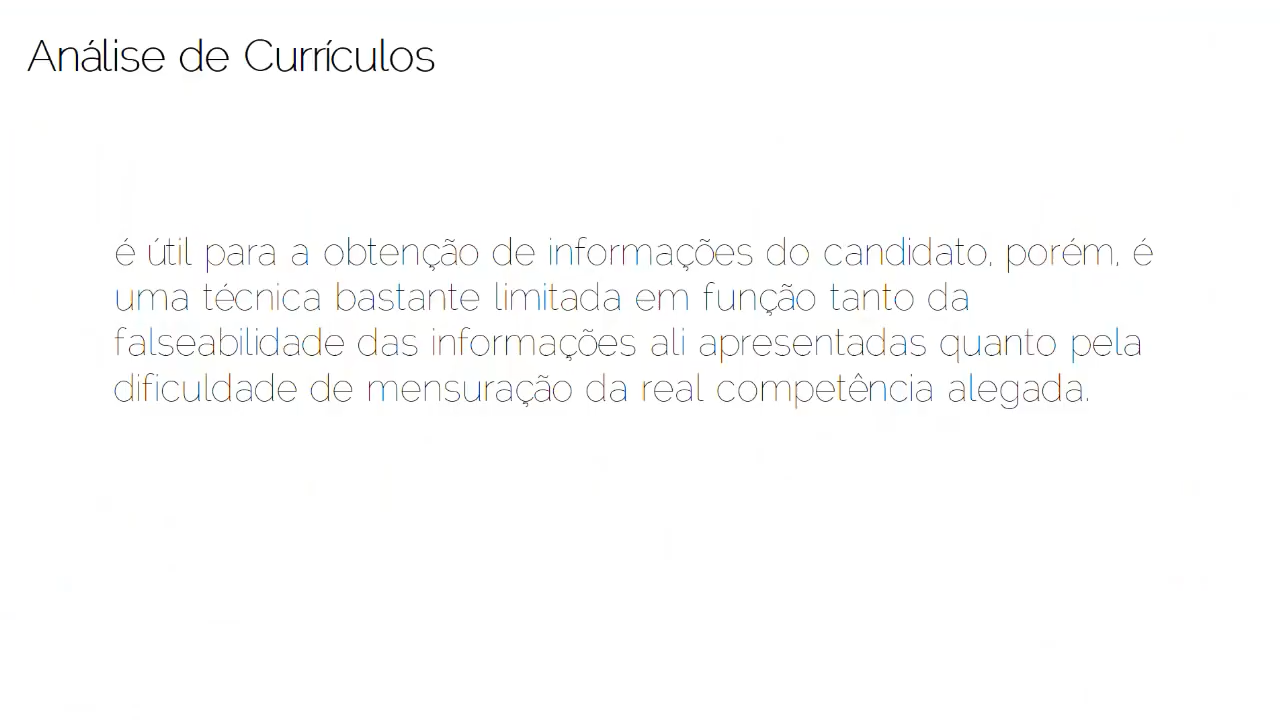 Análise de Currículos
é útil para a obtenção de informações do candidato, porém, é
uma técnica bastante limitada em função tanto da
falseabilidade das informações ali apresentadas quanto pela
dificuldade de mensuração da real competência alegada.